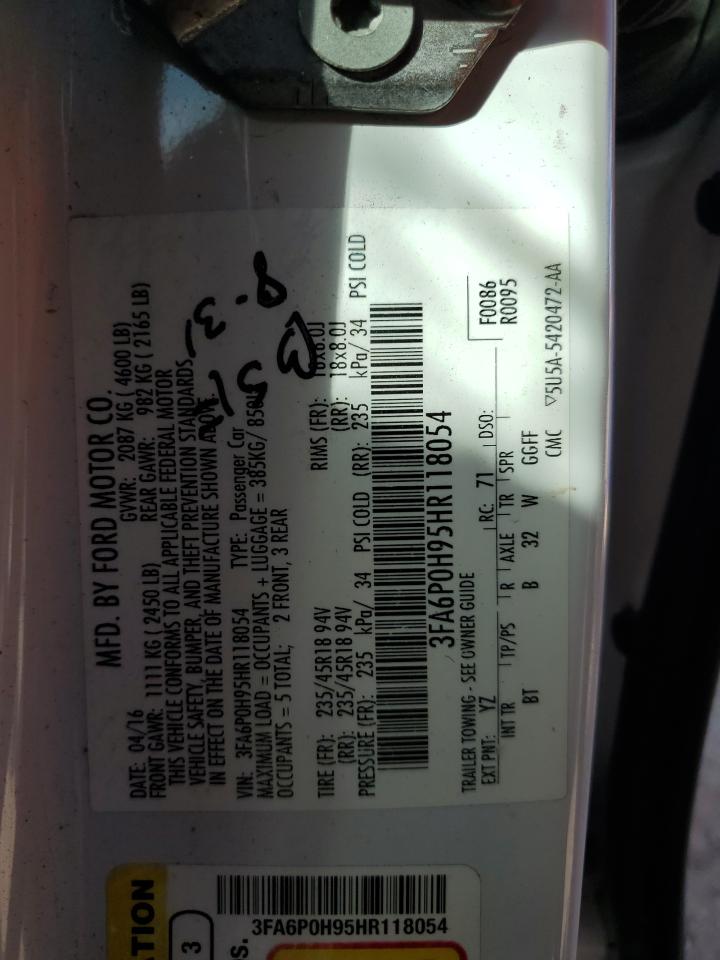 MFD. BY FORD MOTOR CO.
DATE: 04/16 GVWR: 2087 KG ( 4600 LB)
FRONT GAWR: 1111 KG ( 2450 LB) REAR GAWR: 982 KG ( 2165 LB)
THIS VEHICLE CONFORMS TO ALL APPLICABLE FEDERAL MOTOR
VEHICLE SAFETY, BUMPER, AND THEFT PREVENTION STANDARDS
IN EFFECT ON THE DATE OF MANUFACTURE SHOWN
VIN: 3FA6P0H95HR118054 TYPE: Passenger Car
MAXIMUM LOAD = OCCUPANTS + LUGGAGE = 385KG/ 850
OCCUPANTS = 5 TOTAL; 2 FRONT, 3 REAR
TIRE (FR): 235/45R18 94V RIMS (FR): 18x8.0J
(RR): 235/45R18 94V (RR): 18x8.0J
PRESSURE (FR): 235 kPa/ 34 PSI COLD (RR): 235 kPa/ 34 PSI COLD
3FA6P0H95HR118054
TRAILER TOWING - SEE OWNER GUIDE
EXT PNT: YZ RC: 71 DSO: F0086
R0095
INT TR TP/PS R AXLE TR SPR
BT B 32 W GGFF
CMC ▽5U5A-5420472-AA
3FA6P0H95HR118054
3